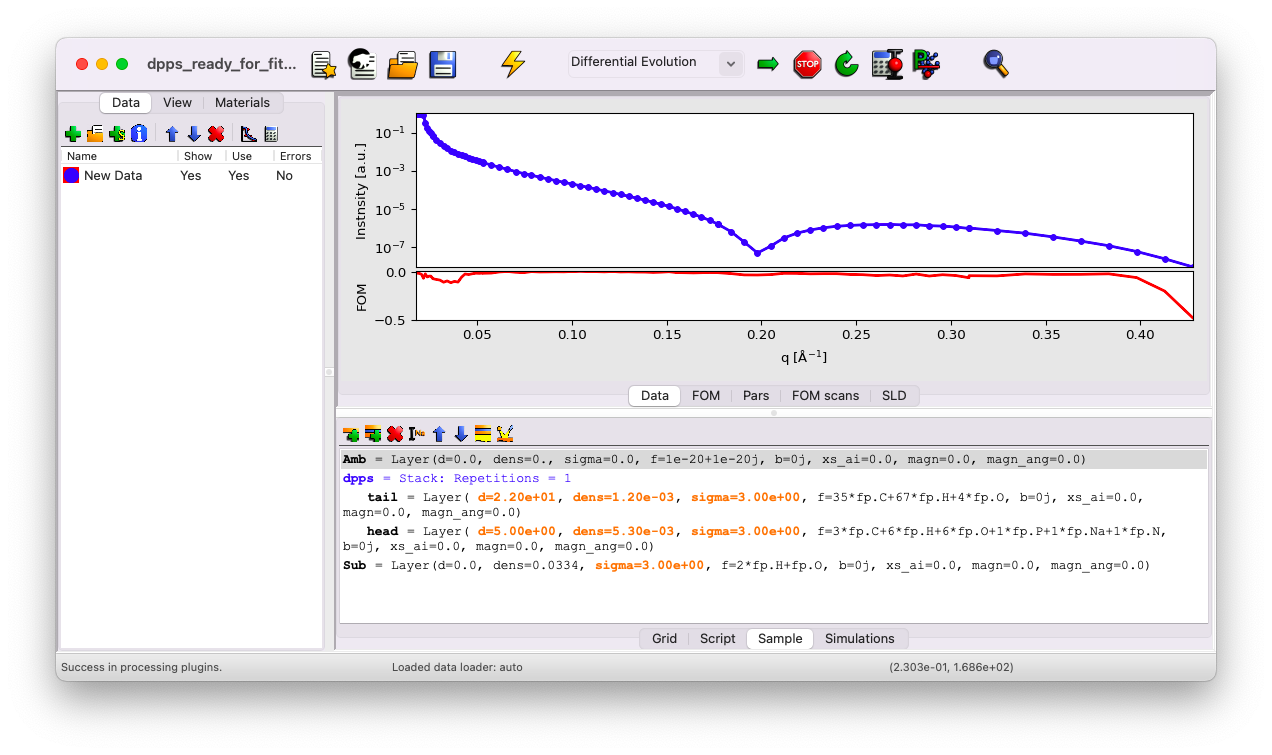 dpps_ready_for_fit...
STOP
Differential Evolution
Data View Materials
Name Show Use Errors
New Data Yes Yes No
10−1
10−3
10−5
10−7
Instnsity [a.u.]
0.0
−0.5
FOM
0.05 0.10 0.15 0.20 0.25 0.30 0.35 0.40
q [Å−1]
Data FOM Pars FOM scans SLD
Amb = Layer(d=0.0, dens=0., sigma=0.0, f=1e-20+1e-20j, b=0j, xs_ai=0.0, magn=0.0, magn_ang=0.0)
dpps = Stack: Repetitions = 1
tail = Layer( d=2.20e+01, dens=1.20e-03, sigma=3.00e+00, f=35*fp.C+67*fp.H+4*fp.O, b=0j, xs_ai=0.0,
magn=0.0, magn_ang=0.0)
head = Layer( d=5.00e+00, dens=5.30e-03, sigma=3.00e+00, f=3*fp.C+6*fp.H+6*fp.O+1*fp.P+1*fp.Na+1*fp.N,
b=0j, xs_ai=0.0, magn=0.0, magn_ang=0.0)
Sub = Layer(d=0.0, dens=0.0334, sigma=3.00e+00, f=2*fp.H+fp.O, b=0j, xs_ai=0.0, magn=0.0, magn_ang=0.0)
Grid Script Sample Simulations
Success in processing plugins. Loaded data loader: auto (2.303e-01, 1.686e+02)